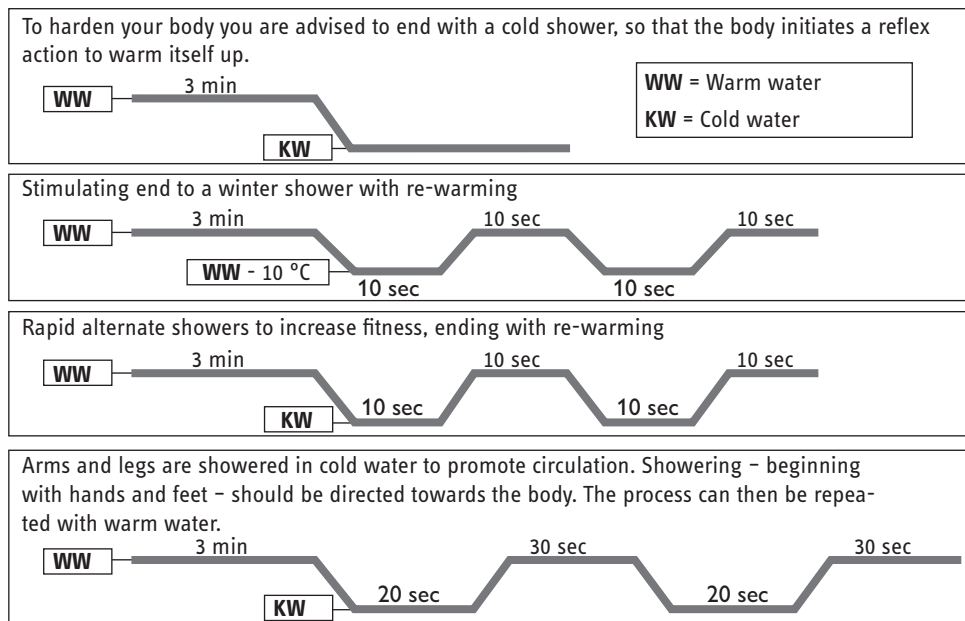 To harden your body you are advised to end with a cold shower, so that the body initiates a reflex
action to warm itself up.
3 min
WW
KW
WW = Warm water
KW = Cold water
Stimulating end to a winter shower with re-warming
3 min 10 sec 10 sec
WW
WW - 10 °C
10 sec 10 sec
Rapid alternate showers to increase fitness, ending with re-warming
3 min 10 sec 10 sec
WW
10 sec 10 sec
KW
Arms and legs are showered in cold water to promote circulation. Showering – beginning
with hands and feet – should be directed towards the body. The process can then be repea-
ted with warm water.
3 min 30 sec 30 sec
WW
20 sec 20 sec
KW